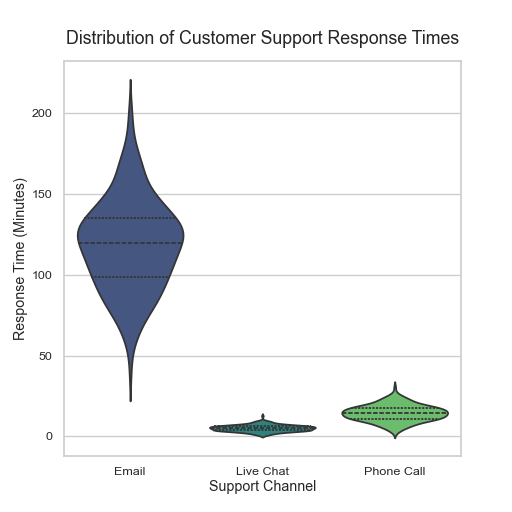 Distribution of Customer Support Response Times
Response Time (Minutes)
200
150
100
50
0
Email
Live Chat
Phone Call
Support Channel